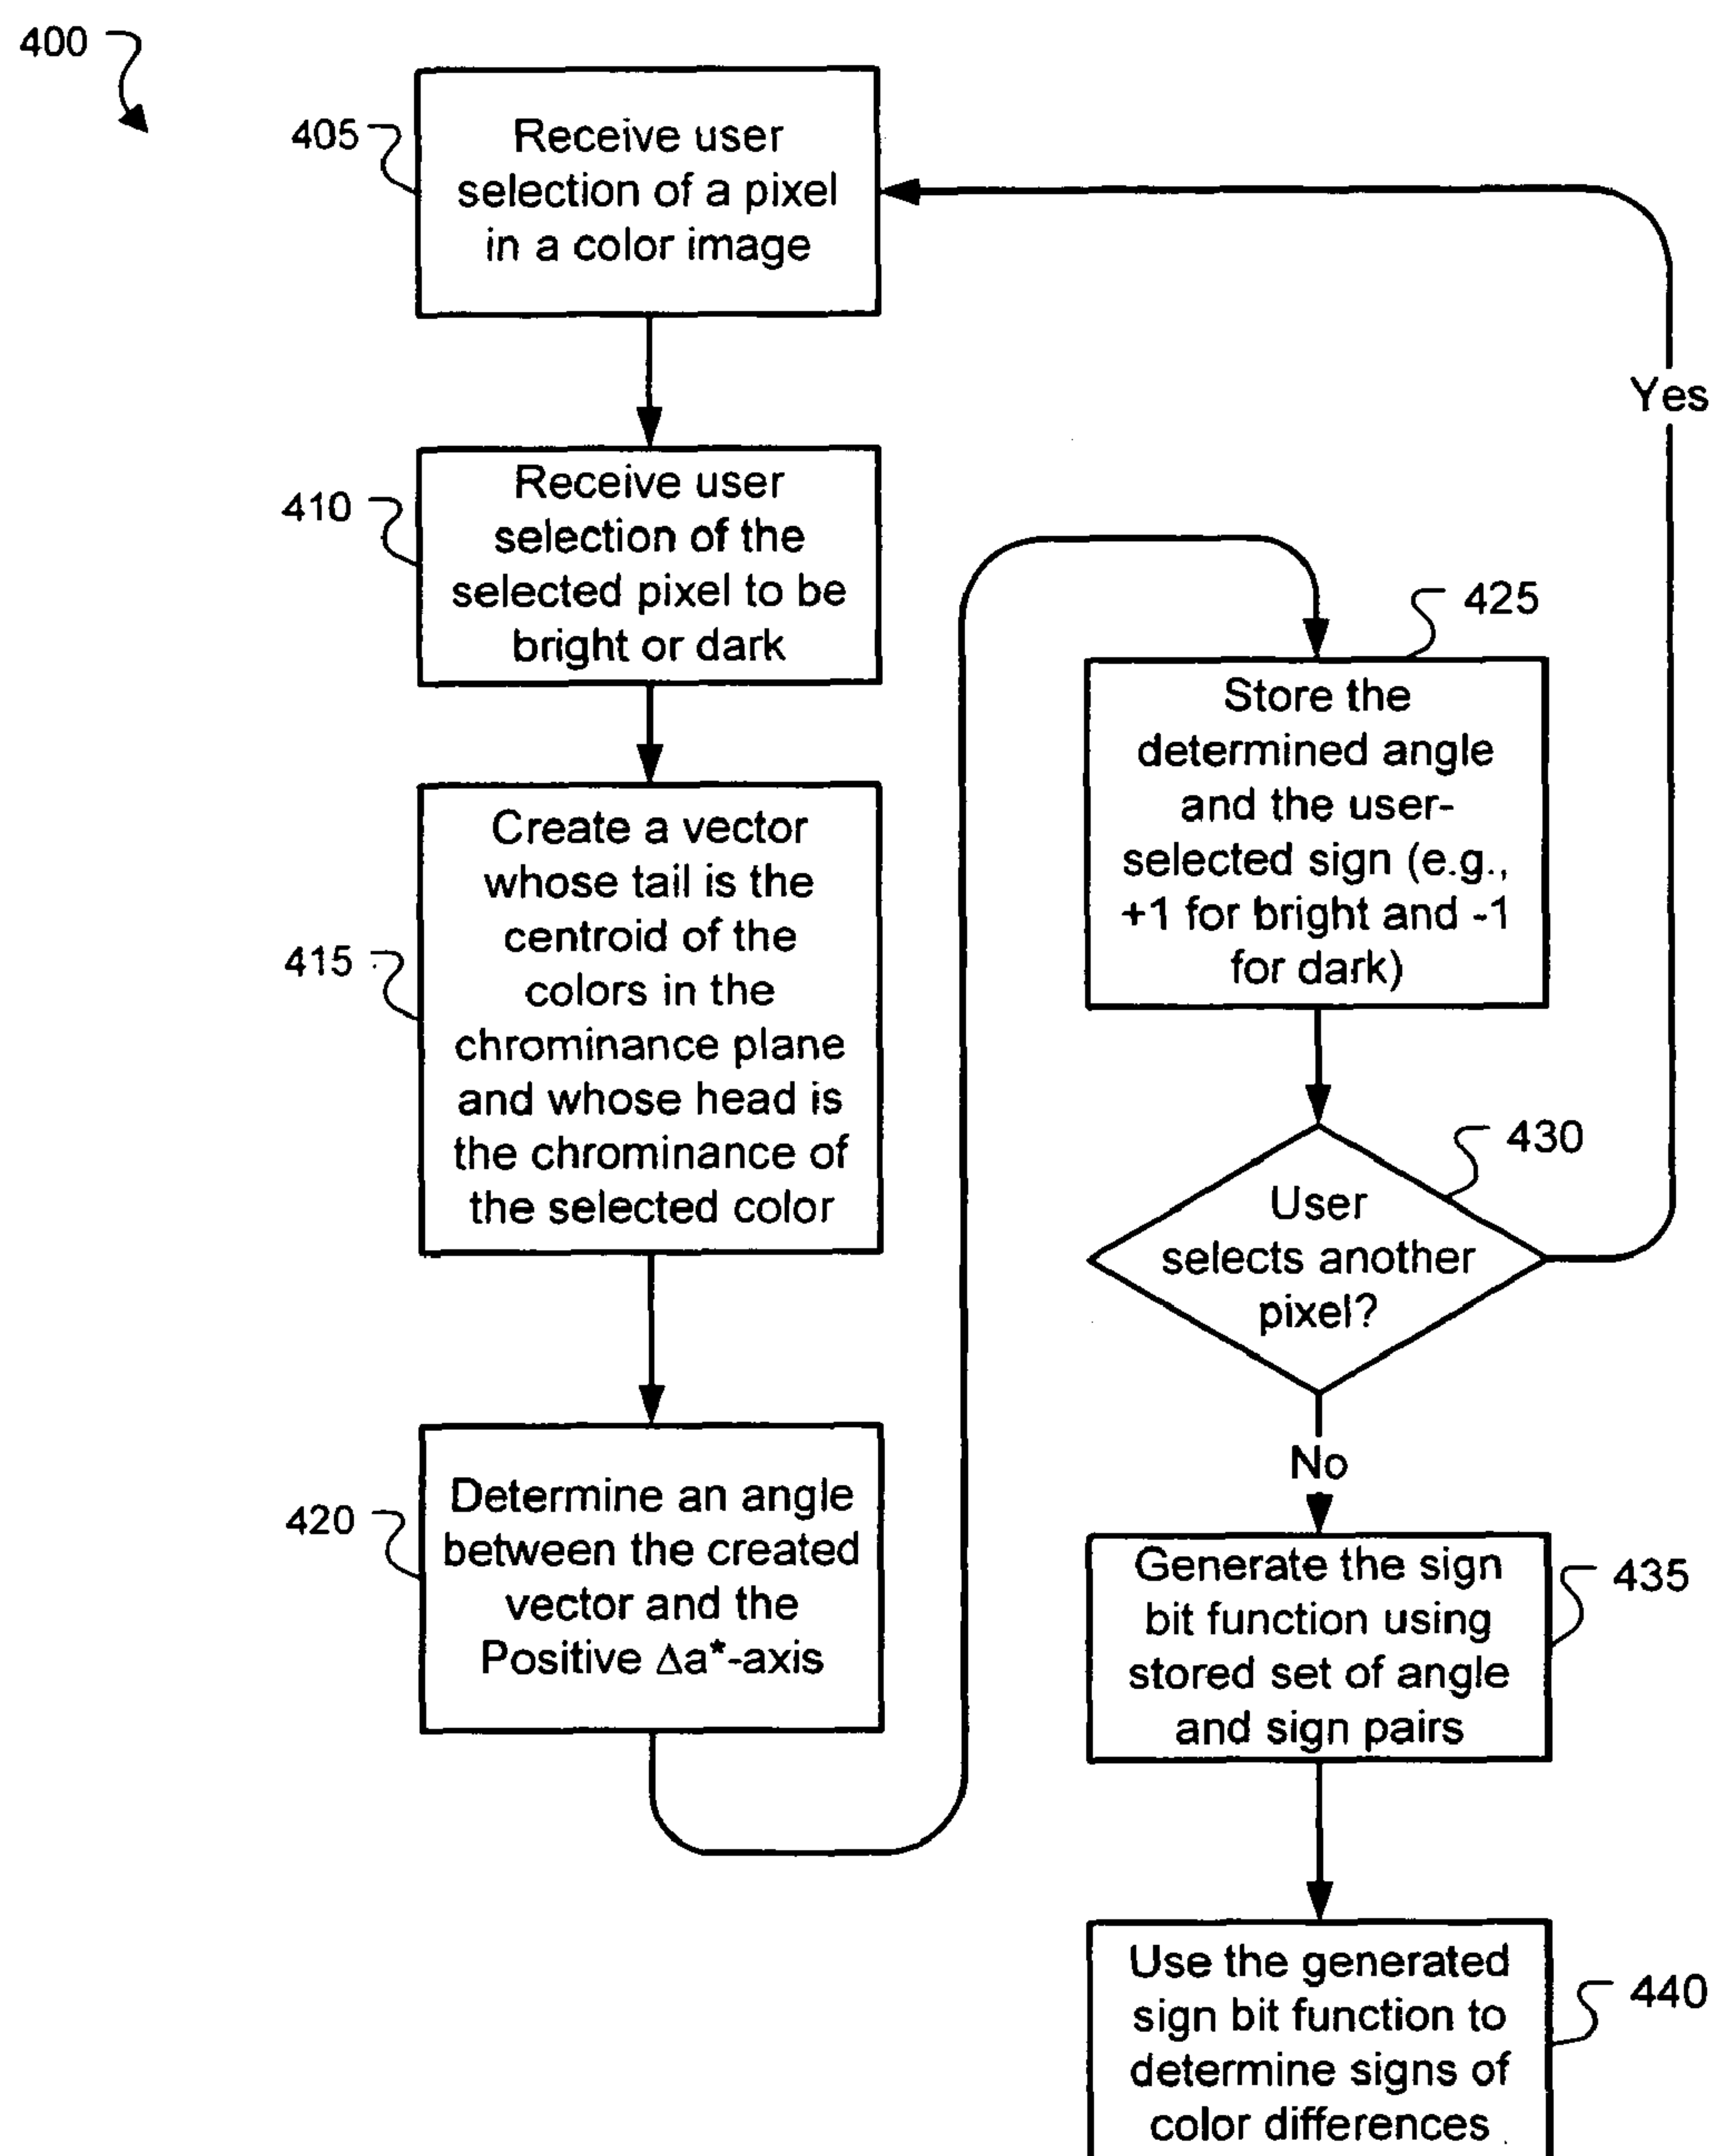 400
405
Receive user
selection of a pixel
in a color image
410
Receive user
selection of the
selected pixel to be
bright or dark
415
Create a vector
whose tail is the
centroid of the
colors in the
chrominance plane
and whose head is
the chrominance of
the selected color
420
Determine an angle
between the created
vector and the
Positive Δa*-axis
425
Store the
determined angle
and the user-
selected sign (e.g.,
+1 for bright and -1
for dark)
430
User
selects another
pixel?
Yes
No
435
Generate the sign
bit function using
stored set of angle
and sign pairs
440
Use the generated
sign bit function to
determine signs of
color differences